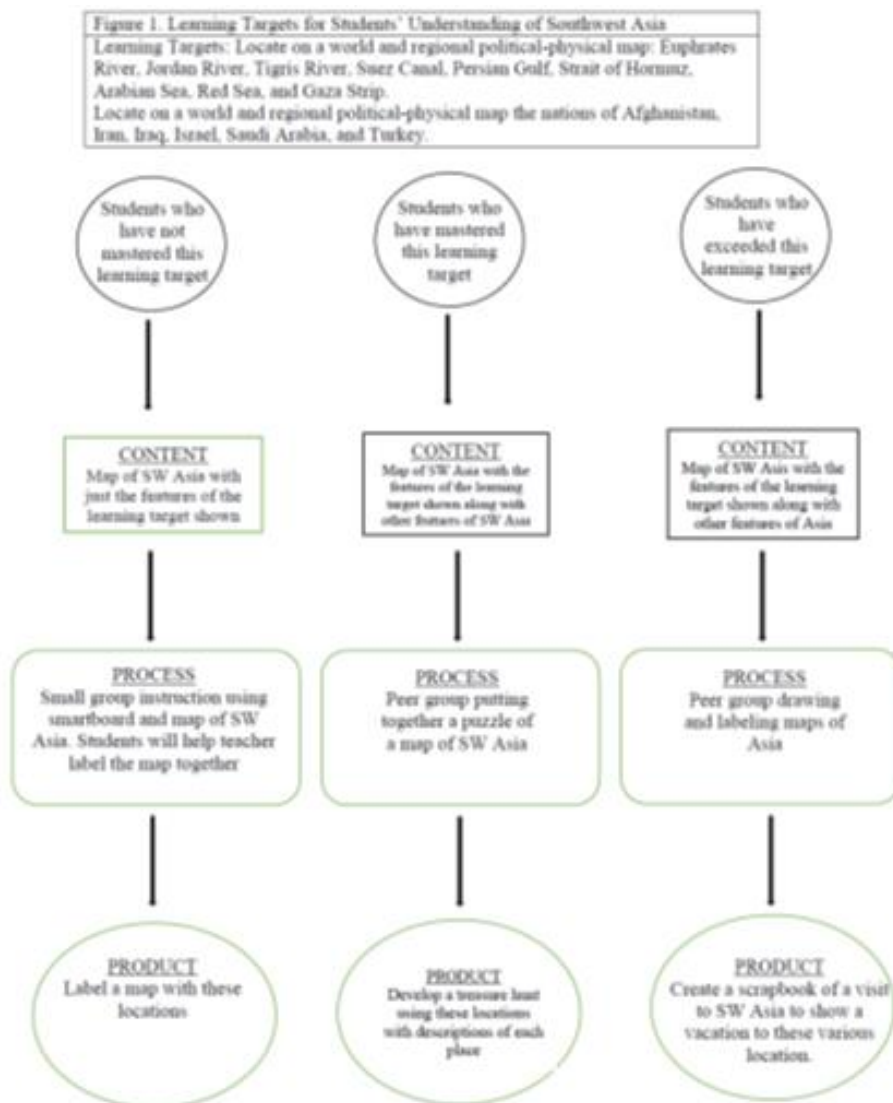 Figure 1. Learning Targets for Students' Understanding of Southwest Asia
Learning Targets: Locate on a world and regional political-physical map: Euphrates
River, Jordan River, Tigris River, Suez Canal, Persian Gulf, Strait of Hormuz,
Arabian Sea, Red Sea, and Gaza Strip.
Locate on a world and regional political-physical map the nations of Afghanistan,
Iran, Iraq, Israel, Saudi Arabia, and Turkey.
Students who
have not
mastered this
learning target
Students who
have mastered
this learning
target
Students who
have
exceeded this
learning target
CONTENT
Map of SW Asia with
just the features of the
learning target shown
CONTENT
Map of SW Asia with the
features of the learning
target shown along with
other features of SW Asia
CONTENT
Map of SW Asis with the
features of the learning
target shown along with
other features of Asia
PROCESS
Small group instruction using
smartboard and map of SW
Asia. Students will help teacher
label the map together
PROCESS
Peer group putting
together a puzzle of
a map of SW Asia
PROCESS
Peer group drawing
and labeling maps of
Asia
PRODUCT
Label a map with these
locations
PRODUCT
Develop a treasure hunt
using these locations
with descriptions of each
place
PRODUCT
Create a scrapbook of a visit
to SW Asia to show a
vacation to these various
location.